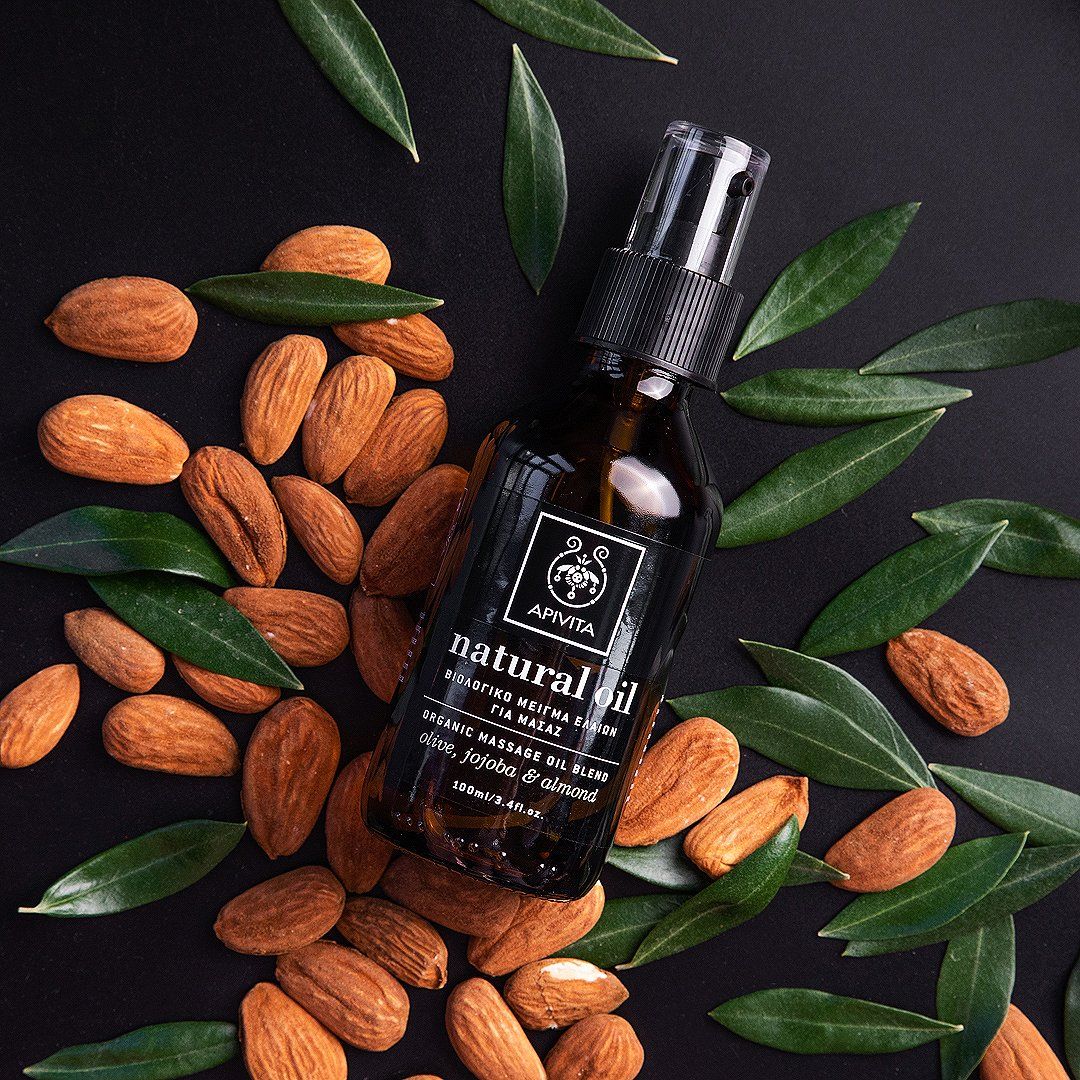 APIVITA
natural oil
ΒΙΟΛΟΓΙΚΟ ΜΕΙΓΜΑ ΕΛΑΙΩΝ
ΓΙΑ ΜΑΣΑΖ
ORGANIC MASSAGE OIL BLEND
olive, jojoba & almond
100ml/3.4fl.oz.